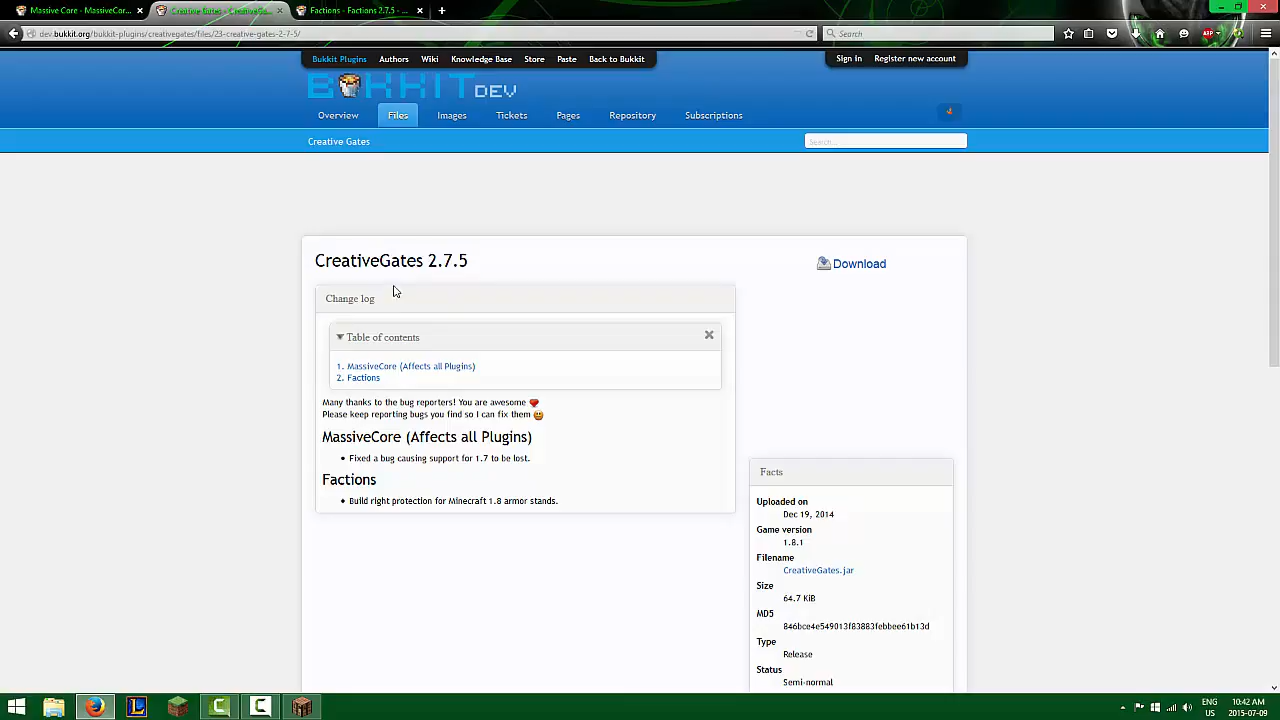 Massive Core - MassiveCor...
Creative Gates - CreativeGa...
Factions - Factions 2.7.5 - ...
dev.bukkit.org/bukkit-plugins/creativegates/files/23-creative-gates-2-7-5/
Search
ABP
Bukkit Plugins Authors Wiki Knowledge Base Store Paste Back to Bukkit
Sign in Register new account
BUKKIT DEV
Overview Files Images Tickets Pages Repository Subscriptions
Creative Gates
Search...
CreativeGates 2.7.5
Download
Change log
Table of contents
1. MassiveCore (Affects all Plugins)
2. Factions
Many thanks to the bug reporters! You are awesome
Please keep reporting bugs you find so I can fix them
MassiveCore (Affects all Plugins)
Fixed a bug causing support for 1.7 to be lost.
Factions
Build right protection for Minecraft 1.8 armor stands.
Facts
Uploaded on
Dec 19, 2014
Game version
1.8.1
Filename
CreativeGates.jar
Size
64.7 KiB
MD5
846bce4e549013f83883febbee61b13d
Type
Release
Status
Semi-normal
ENG
US
10:42 AM
2015-07-09